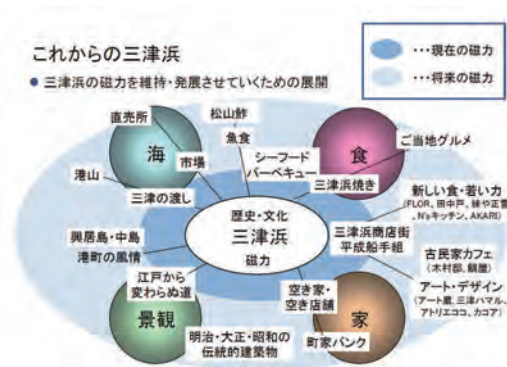 これからの三津浜
● 三津浜の磁力を維持・発展させていくための展開
・・・現在の磁力
・・・将来の磁力
直売所
松山鮓
魚食
海
市場
シーフード
バーベキュー
食
ご当地グルメ
港山
三津の渡し
三津浜焼き
新しい食・若い力
(FLOR、田中戸、練や正雪、
N'sキッチン、AKARI)
歴史・文化
三津浜
磁力
三津浜商店街
平成船手組
興居島・中島
港町の風情
古民家カフェ
(木村邸、鯛屋)
江戸から
変わらぬ道
空き家・
空き店舗
アート・デザイン
(アート蔵、三津ハマル、
アトリエココ、カコア)
景観
明治・大正・昭和の
伝統的建築物
町家バンク
家